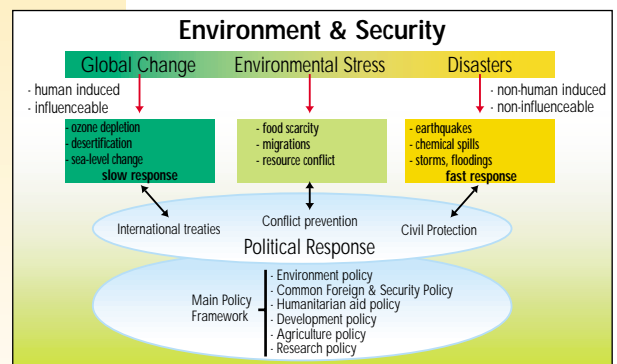 Environment & Security
Global Change Environmental Stress Disasters
- human induced
- influenceable
- non-human induced
- non-influenceable
- ozone depletion
- desertification
- sea-level change
slow response
- food scarcity
- migrations
- resource conflict
- earthquakes
- chemical spills
- storms, floodings
fast response
International treaties
Conflict prevention
Civil Protection
Political Response
Main Policy
Framework
- Environment policy
- Common Foreign & Security Policy
- Humanitarian aid policy
- Development policy
- Agriculture policy
- Research policy